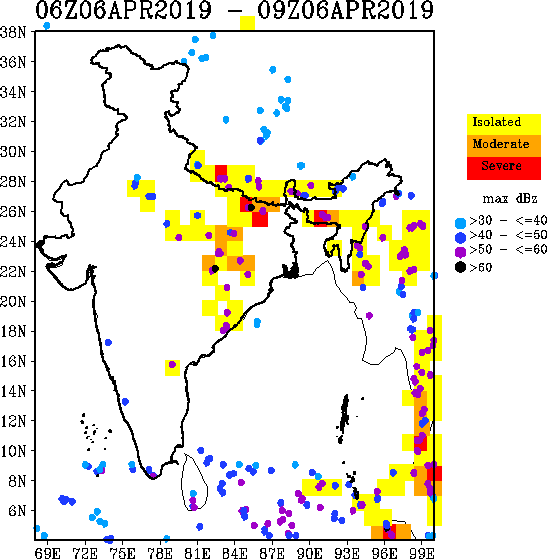 06Z06APR2019 - 09Z06APR2019
38N
36N
34N
32N
30N
28N
26N
24N
22N
20N
18N
16N
14N
12N
10N
8N
6N
69E 72E 75E 78E 81E 84E 87E 90E 93E 96E 99E
Isolated
Moderate
Severe
max dBz
>30 - <=40
>40 - <=50
>50 - <=60
>60